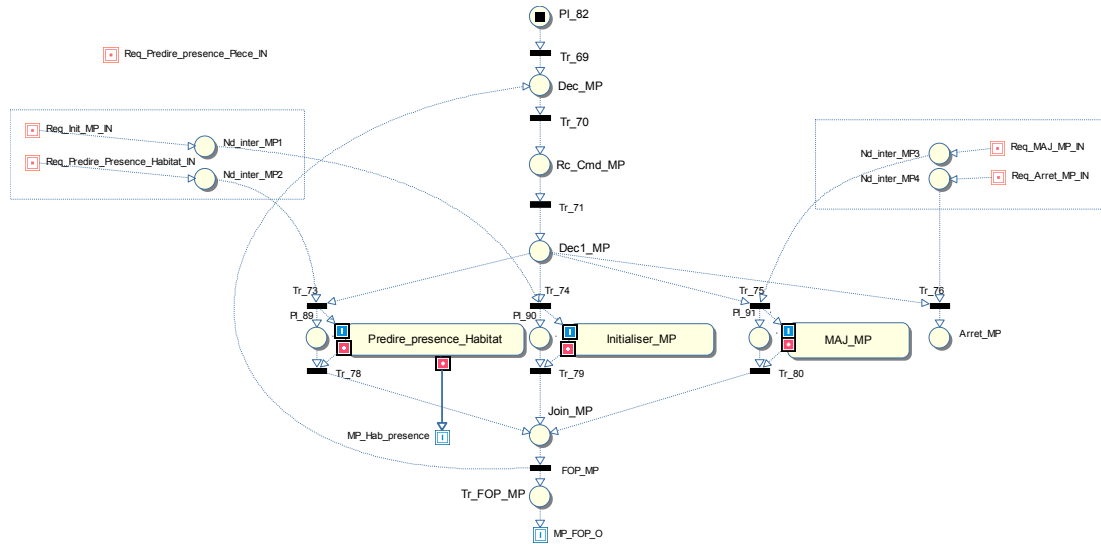 Pl_82
Req_Predire_presence_Piece_IN
Tr_69
Dec_MP
Tr_70
Req_Init_MP_IN
Nd_inter_MP1
Req_MAJ_MP_IN
Nd_inter_MP3
Req_Predire_Presence_Habitat_IN
Rc_Cmd_MP
Nd_inter_MP2
Nd_inter_MP4
Req_Arret_MP_IN
Tr_71
Dec1_MP
Tr_73
Tr_74
Tr_75
Tr_76
Pl_89
Pl_90
Pl_91
Predire_presence_Habitat
Initialiser_MP
MAJ_MP
Arret_MP
Tr_78
Tr_79
Tr_80
Join_MP
MP_Hab_presence
FOP_MP
Tr_FOP_MP
MP_FOP_O